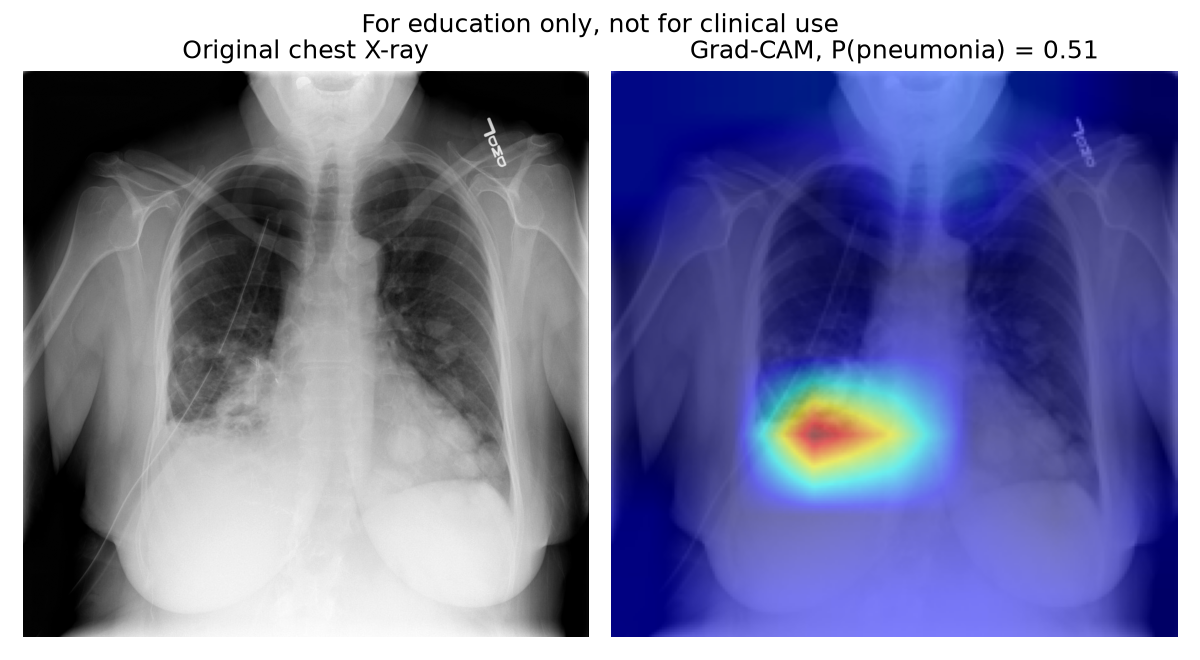 For education only, not for clinical use
Original chest X-ray
Grad-CAM, P(pneumonia) = 0.51